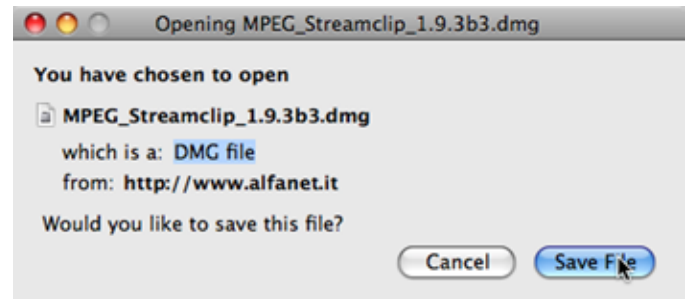 Opening MPEG_Streamclip_1.9.3b3.dmg
You have chosen to open
MPEG_Streamclip_1.9.3b3.dmg
which is a: DMG file
from: http://www.alfanet.it
Would you like to save this file?
Cancel Save File